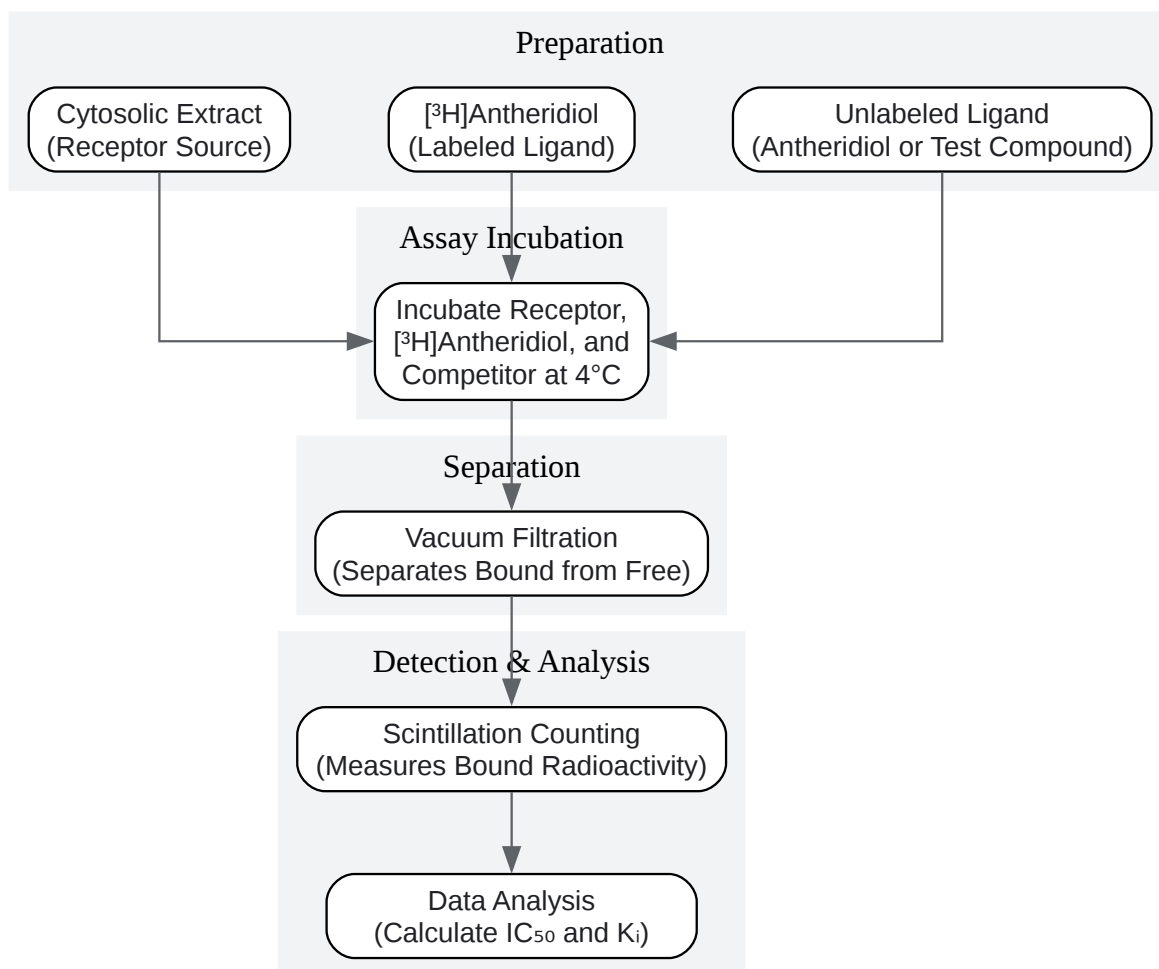 Preparation
Cytosolic Extract
(Receptor Source)
[³H]Antheridiol
(Labeled Ligand)
Unlabeled Ligand
(Antheridiol or Test Compound)
Assay Incubation
Incubate Receptor,
[³H]Antheridiol, and
Competitor at 4°C
Separation
Vacuum Filtration
(Separates Bound from Free)
Detection & Analysis
Scintillation Counting
(Measures Bound Radioactivity)
Data Analysis
(Calculate IC₅₀ and Kᵢ)